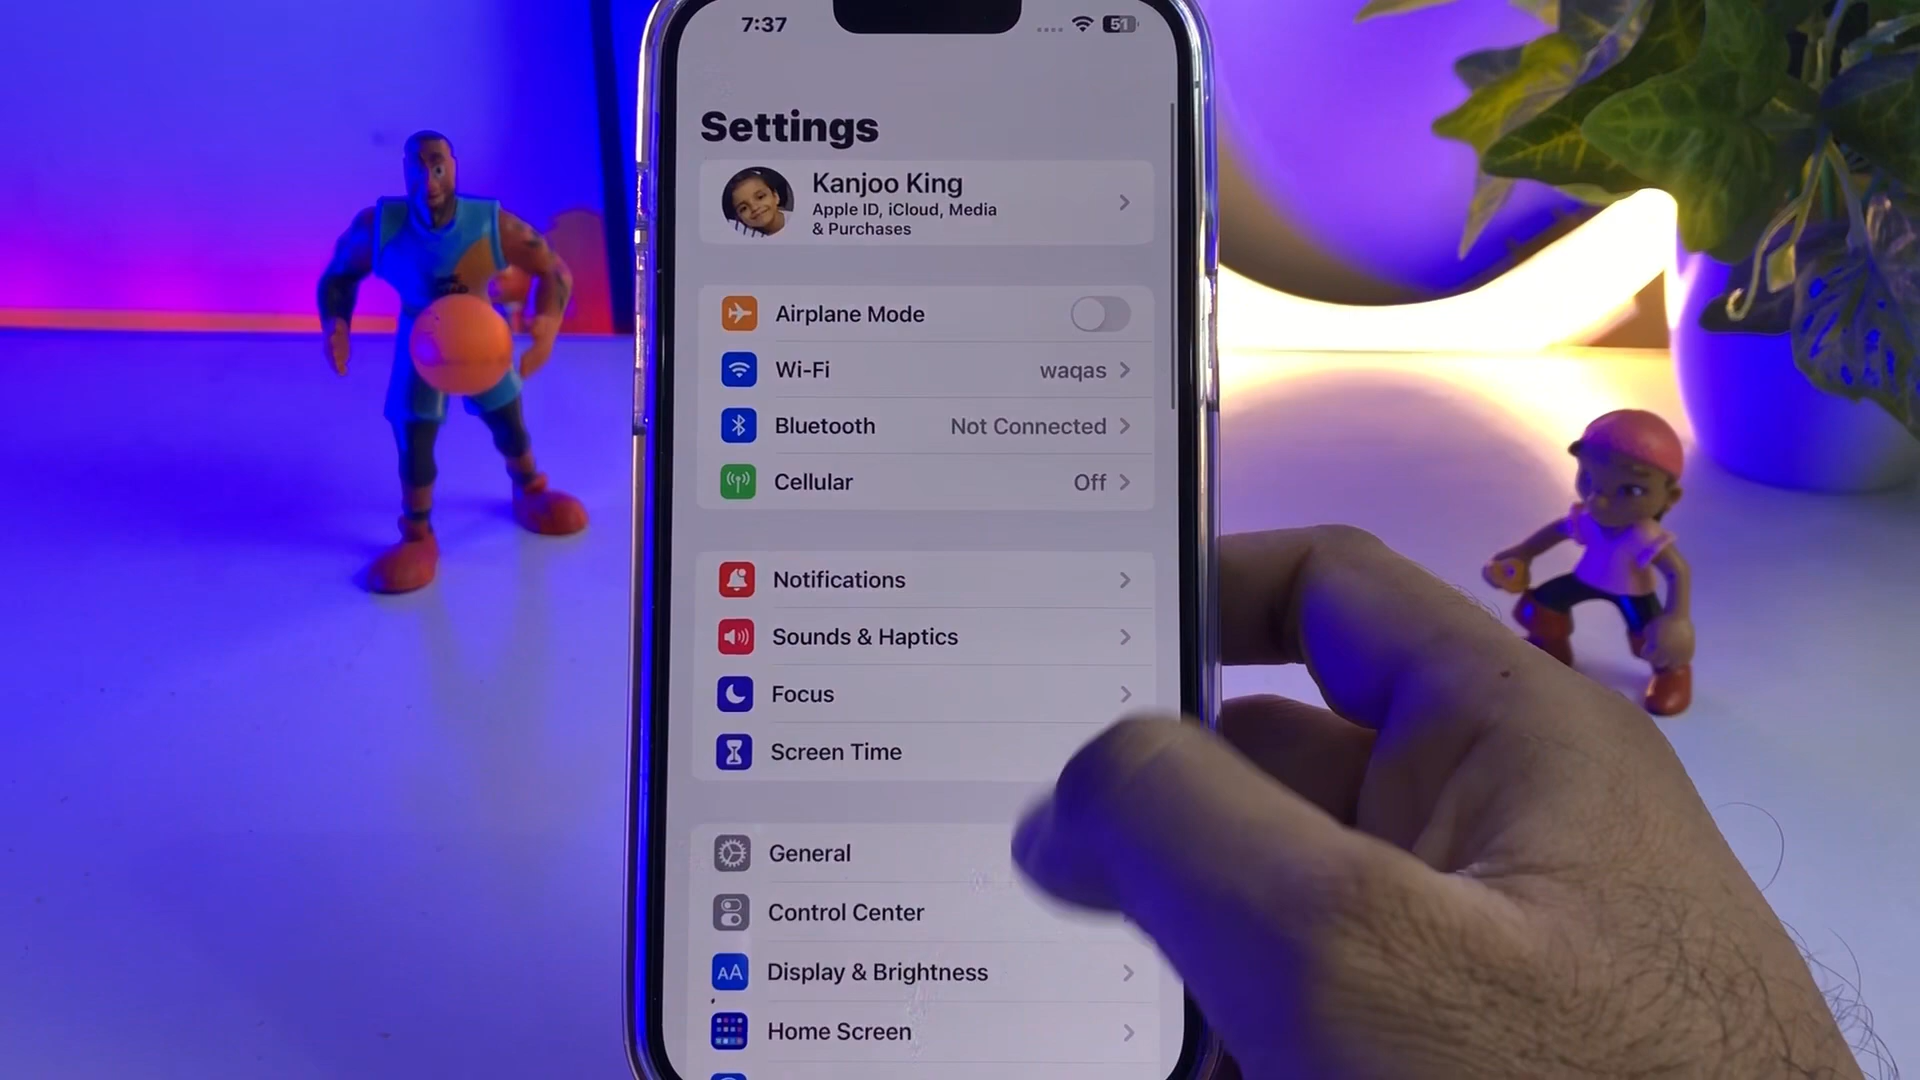 7:37
51
Settings
Kanjoo King
Apple ID, iCloud, Media
& Purchases
Airplane Mode
Wi-Fi
waqas
Bluetooth
Not Connected
Cellular
Off
Notifications
Sounds & Haptics
Focus
Screen Time
General
Control Center
AA
Display & Brightness
Home Screen